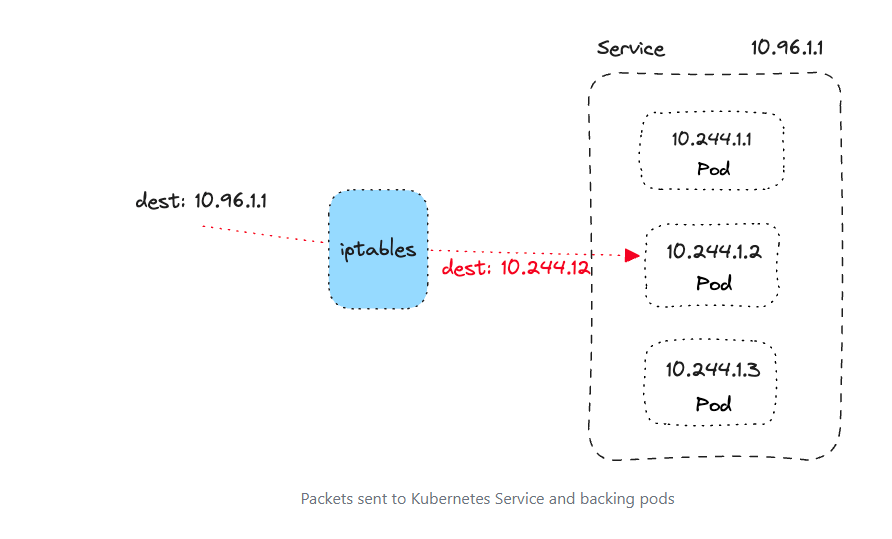 Service 10.96.1.1
10.244.1.1
Pod
dest: 10.96.1.1
iptables
dest: 10.244.12
10.244.1.2
Pod
10.244.1.3
Pod
Packets sent to Kubernetes Service and backing pods